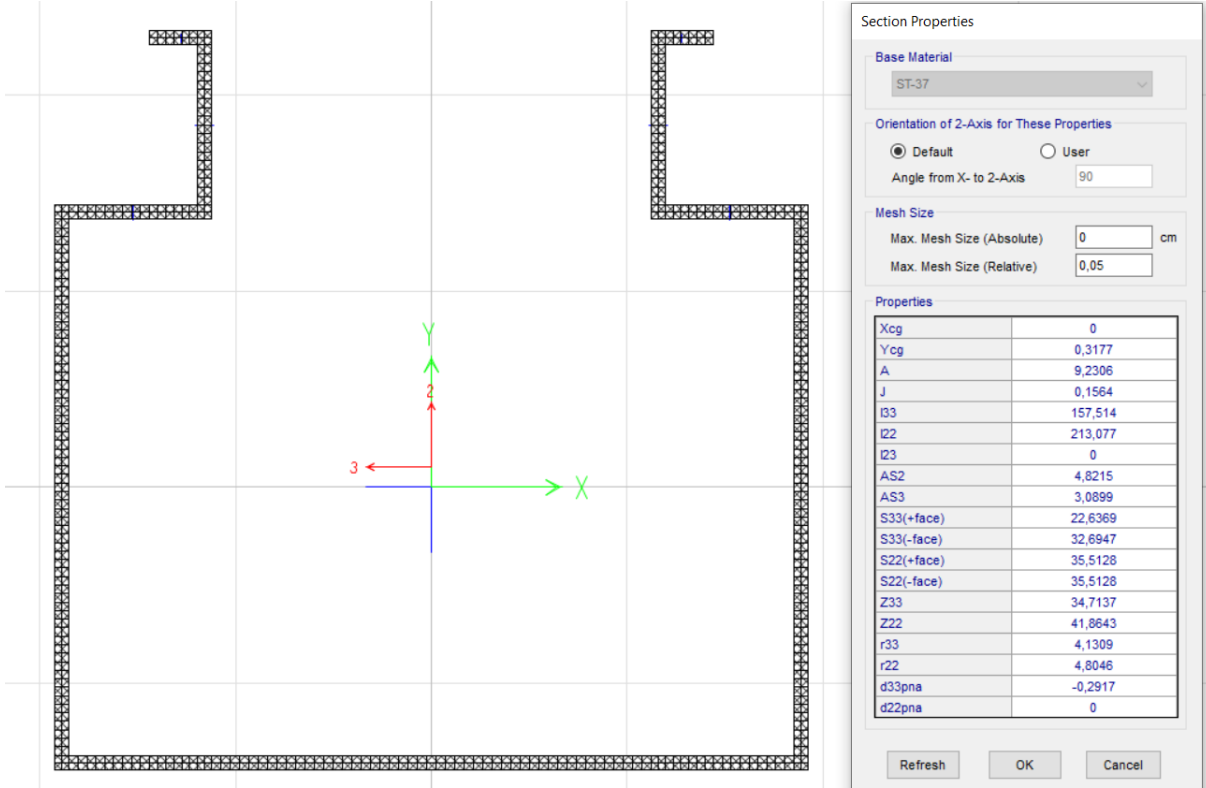 Section Properties
Base Material
ST-37
Orientation of 2-Axis for These Properties
Default User
Angle from X- to 2-Axis 90
Mesh Size
Max. Mesh Size (Absolute) 0 cm
Max. Mesh Size (Relative) 0,05
Properties
Xcg 0
Ycg 0,3177
A 9,2306
J 0,1564
I33 157,514
I22 213,077
I23 0
AS2 4,8215
AS3 3,0899
S33(+face) 22,6369
S33(-face) 32,6947
S22(+face) 35,5128
S22(-face) 35,5128
Z33 34,7137
Z22 41,8643
r33 4,1309
r22 4,8046
d33pna -0,2917
d22pna 0
Refresh OK Cancel
Y
2
3
X